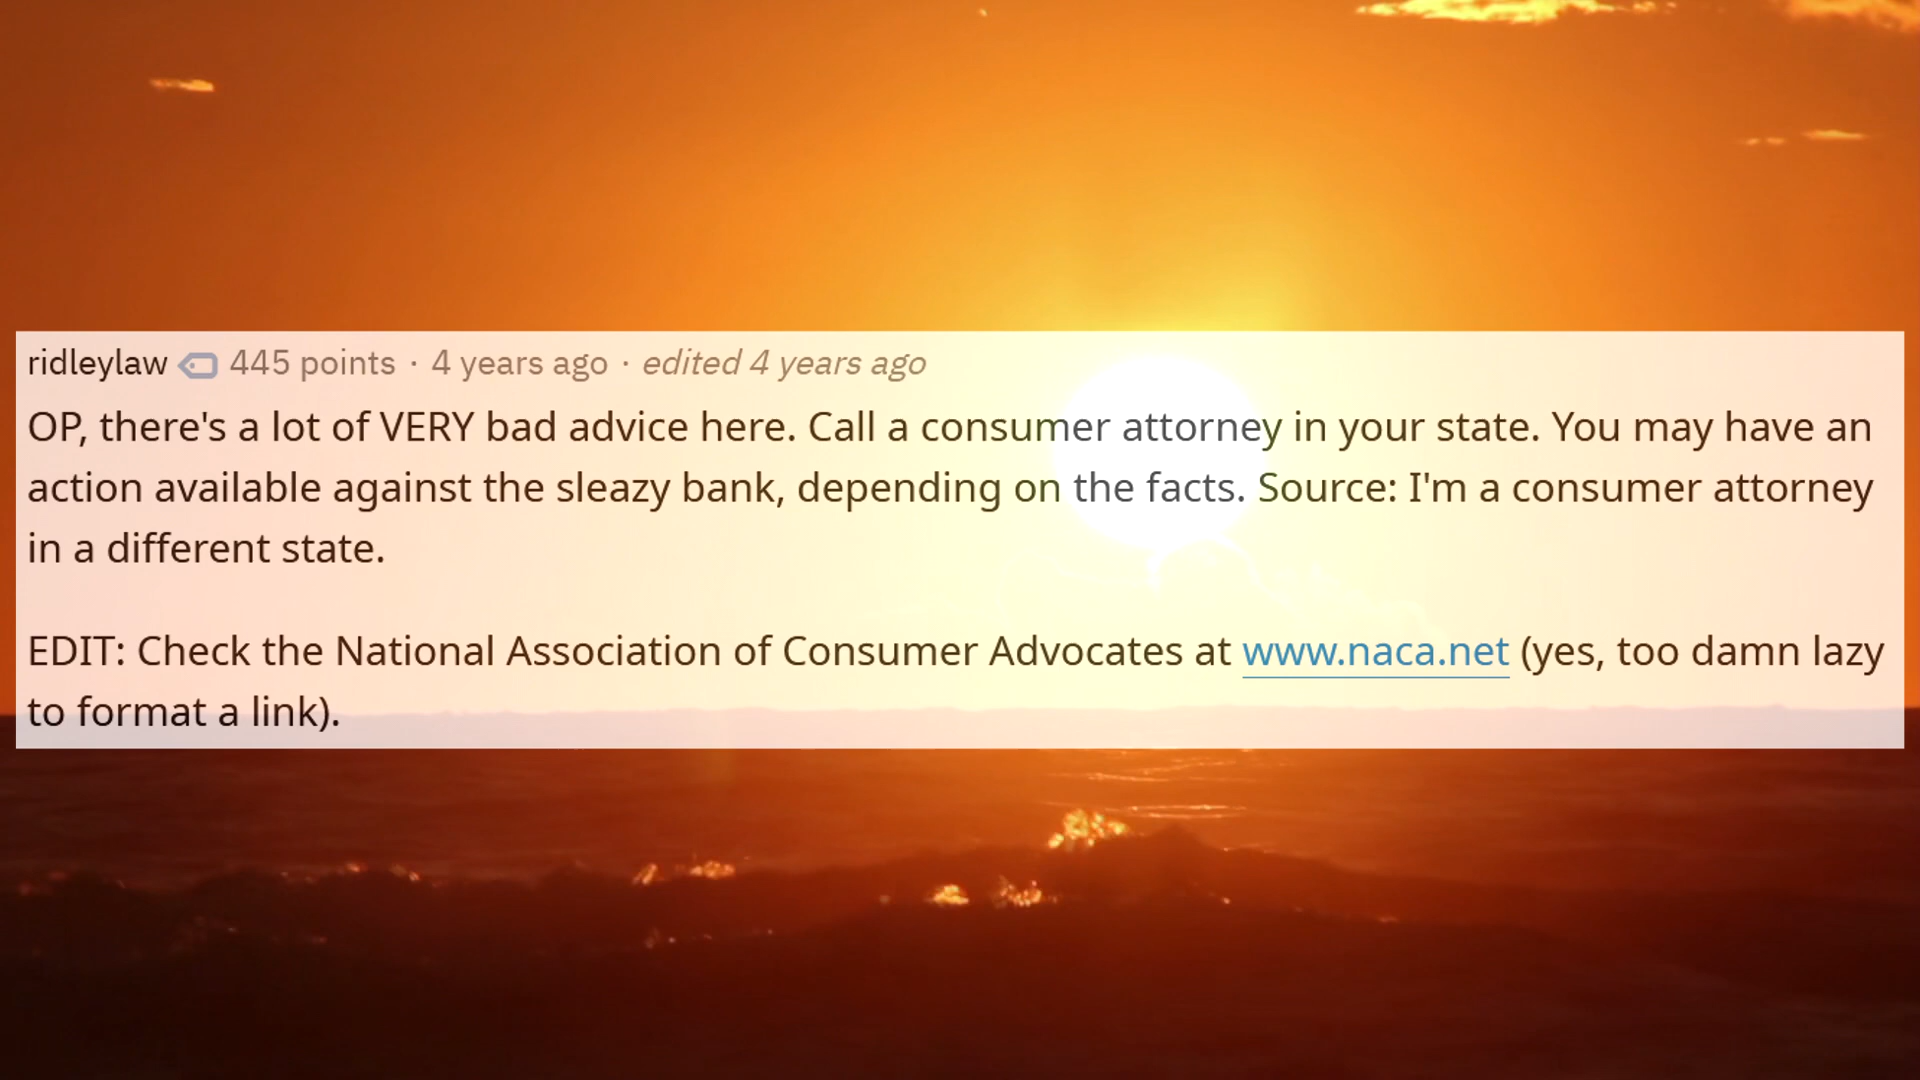 ridleylaw 445 points · 4 years ago · edited 4 years ago
OP, there's a lot of VERY bad advice here. Call a consumer attorney in your state. You may have an
action available against the sleazy bank, depending on the facts. Source: I'm a consumer attorney
in a different state.
EDIT: Check the National Association of Consumer Advocates at www.naca.net (yes, too damn lazy
to format a link).